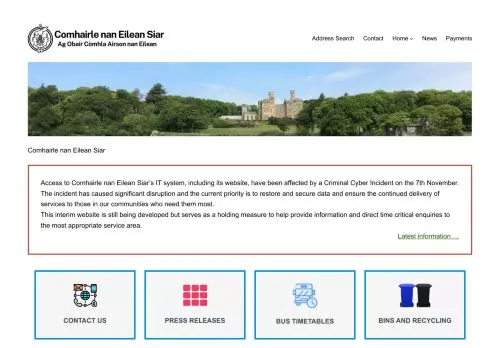 Comhairle nan Eilean Siar
Ag Obair Còmhla Airson nan Eilean
Address Search Contact Home News Payments
Comhairle nan Eilean Siar
Access to Comhairle nan Eilean Siar's IT system, including its website, have been affected by a Criminal Cyber Incident on the 7th November.
The incident has caused significant disruption and the current priority is to restore and secure data and ensure the continued delivery of
services to those in our communities who need them most.
This interim website is still being developed but serves as a holding measure to help provide information and direct time critical enquiries to
the most appropriate service area.
Latest information….
CONTACT US PRESS RELEASES BUS TIMETABLES BINS AND RECYCLING